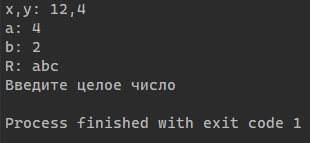 x,y: 12,4
a: 4
b: 2
R: abc
Введите целое число
Process finished with exit code 1